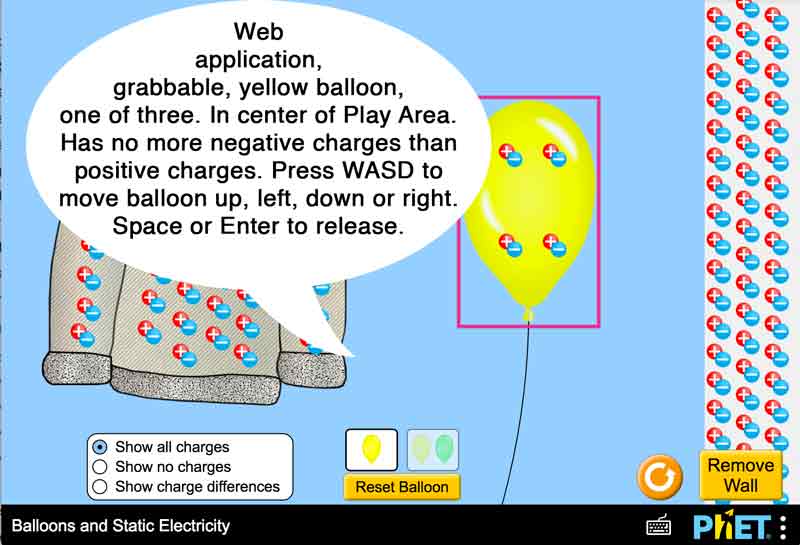 Web
application,
grabbable, yellow balloon,
one of three. In center of Play Area.
Has no more negative charges than
positive charges. Press WASD to
move balloon up, left, down or right.
Space or Enter to release.
Show all charges
Show no charges
Show charge differences
Reset Balloon
Remove
Wall
Balloons and Static Electricity
PhET